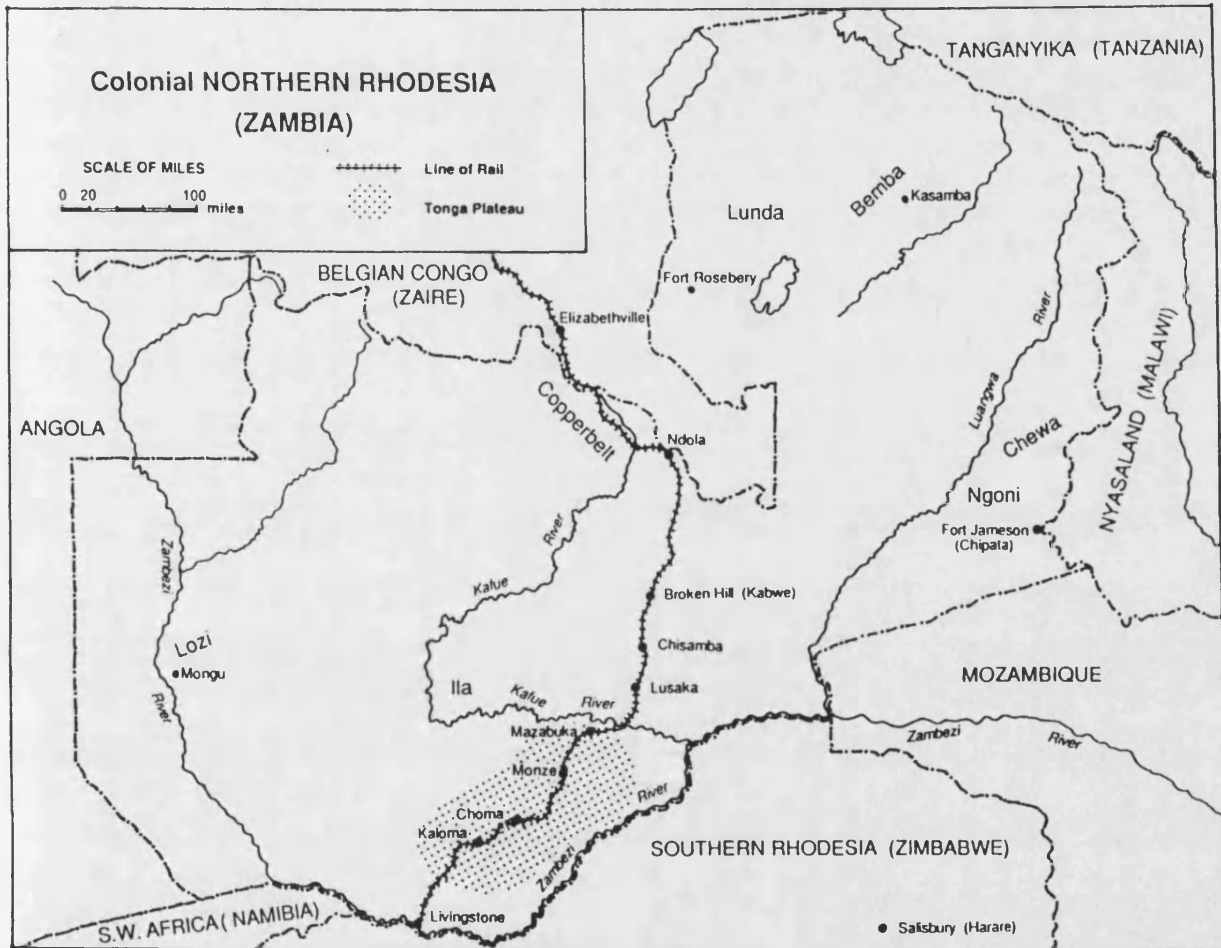 Colonial NORTHERN RHODESIA
(ZAMBIA)
SCALE OF MILES
0 20 100
miles
Line of Rail
Tonga Plateau
TANGANYIKA (TANZANIA)
Bemba
Kasamba
Lunda
BELGIAN CONGO
(ZAIRE)
Fort Rosebery
Elizabethville
River
Luangwa
NYASALAND (MALAWI)
ANGOLA
Copperbelt
Ndola
Chewa
Ngoni
Fort Jameson
(Chipata)
Zambezi
River
Kafue
Broken Hill (Kabwe)
Chisamba
Lozi
Mongu
River
Ila
Kafue
River
Lusaka
MOZAMBIQUE
Mazabuka
Zambezi
River
Monze
Choma
Kaloma
Zambezi
River
SOUTHERN RHODESIA (ZIMBABWE)
S.W. AFRICA (NAMIBIA)
Livingstone
Salisbury (Harare)